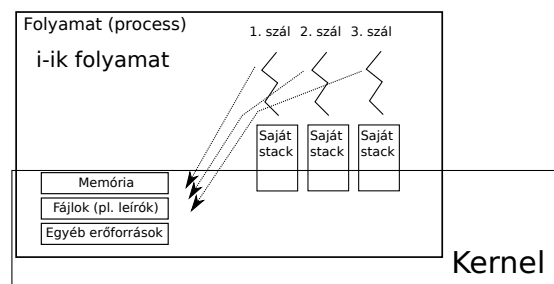 Folyamat (process)
i-ik folyamat
1. szál 2. szál 3. szál
Saját stack
Saját stack
Saját stack
Memória
Fájlok (pl. leírók)
Egyéb erőforrások
Kernel